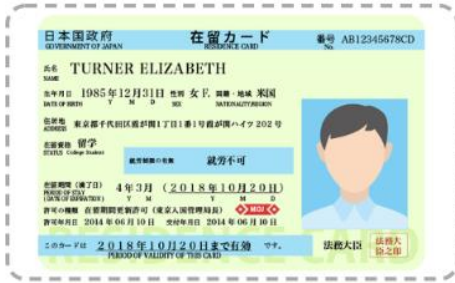 日本国政府 在留カード 番号 AB12345678CD
GOVERNMENT OF JAPAN RESIDENCE CARD No.
氏名 TURNER ELIZABETH
NAME
生年月日 1985年12月31日 性別 女 F. 国籍・地域 米国
DATE OF BIRTH Y M D SEX NATIONALITY/REGION
住居地 東京都千代田区霞が関1丁目1番1号霞が関ハイツ202号
ADDRESS
在留資格 留学
STATUS College Student
就労制限の有無 就労不可
在留期間(満了日) 4年3月 (2018年10月20日)
PERIOD OF STAY
(DATE OF EXPIRATION) Y M Y M D
許可の種類 在留期間更新許可(東京入国管理局長) MOJ
許可年月日 2014年06月10日 交付年月日 2014年06月10日
このカードは 2018年10月20日まで有効 です。
PERIOD OF VALIDITY OF THIS CARD
法務大臣 法務大臣之印